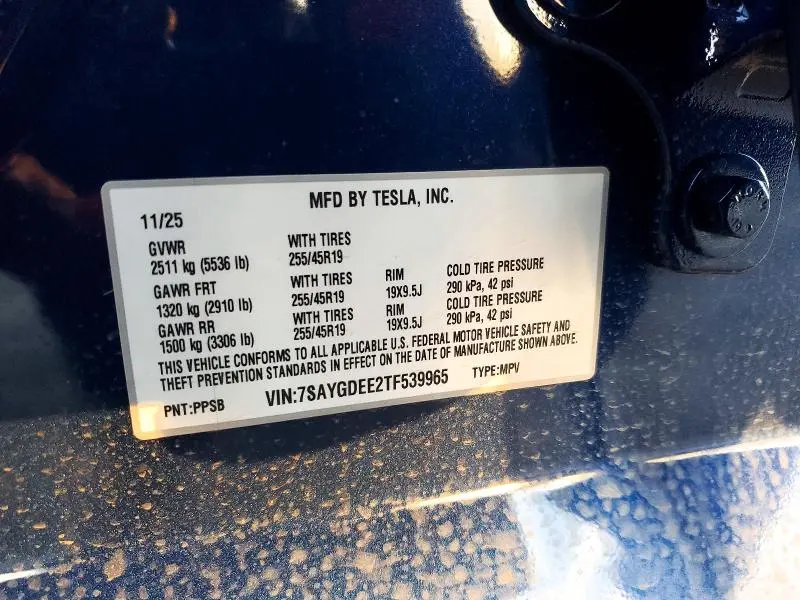 MFD BY TESLA, INC.
11/25
GVWR WITH TIRES
2511 kg (5536 lb) 255/45R19
GAWR FRT WITH TIRES RIM COLD TIRE PRESSURE
1320 kg (2910 lb) 255/45R19 19X9.5J 290 kPa, 42 psi
GAWR RR WITH TIRES RIM COLD TIRE PRESSURE
1500 kg (3306 lb) 255/45R19 19X9.5J 290 kPa, 42 psi
THIS VEHICLE CONFORMS TO ALL APPLICABLE U.S. FEDERAL MOTOR VEHICLE SAFETY AND
THEFT PREVENTION STANDARDS IN EFFECT ON THE DATE OF MANUFACTURE SHOWN ABOVE.
PNT:PPSB VIN:7SAYGDEE2TF539965 TYPE:MPV